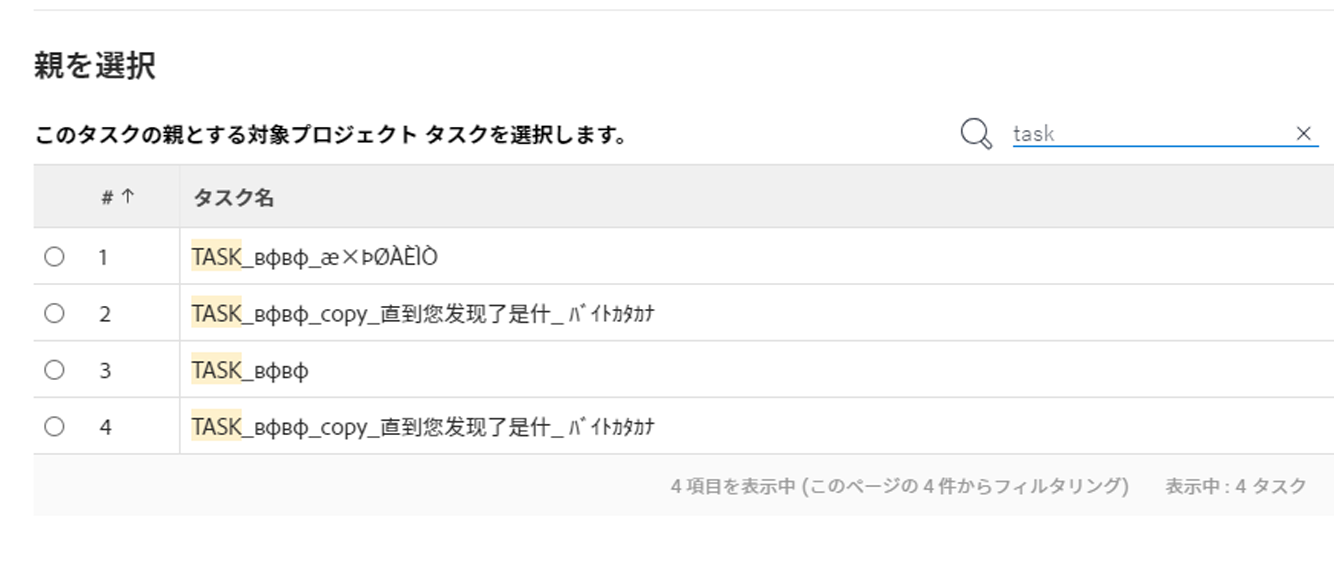 親を選択
このタスクの親とする対象プロジェクト タスクを選択します。
task ×
# ↑ タスク名
1 TASK_вфвф_æ×ÞØÀÈÌÒ
2 TASK_вфвф_copy_直到您发现了是什_ バイトカタカナ
3 TASK_вфвф
4 TASK_вфвф_copy_直到您发现了是什_ バイトカタカナ
4 項目を表示中 (このページの 4 件からフィルタリング) 表示中 : 4 タスク